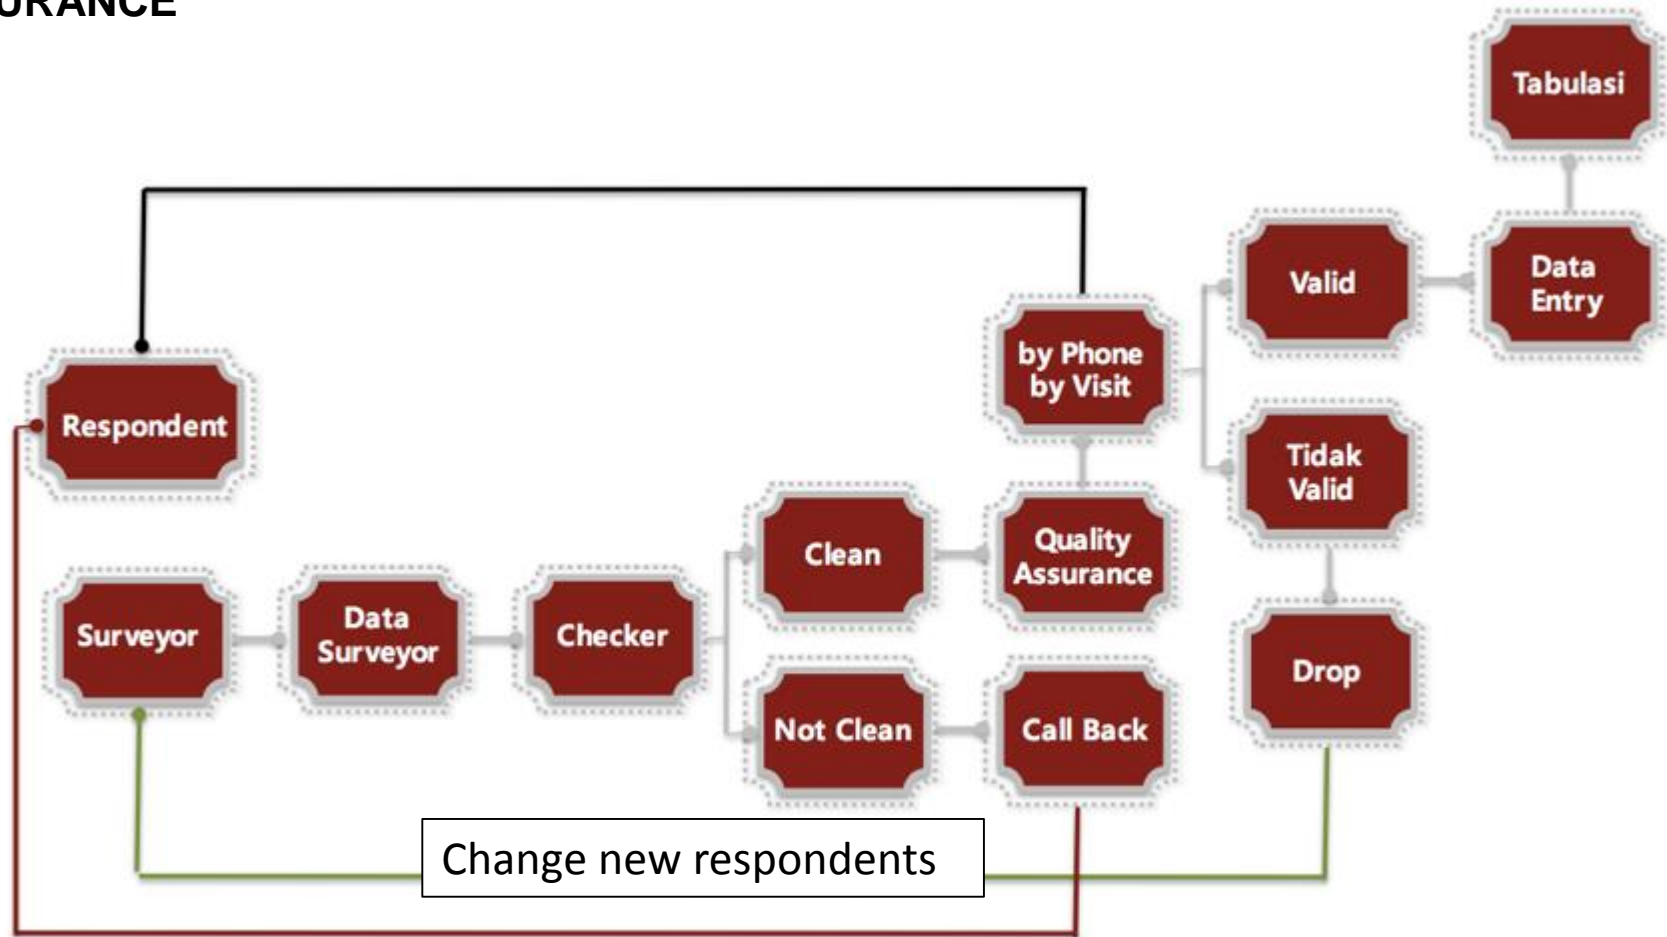 URANCE
Tabulasi
Valid
Data
Entry
by Phone
by Visit
Respondent
Tidak
Valid
Clean
Quality
Assurance
Surveyor
Data
Surveyor
Checker
Drop
Not Clean
Call Back
Change new respondents